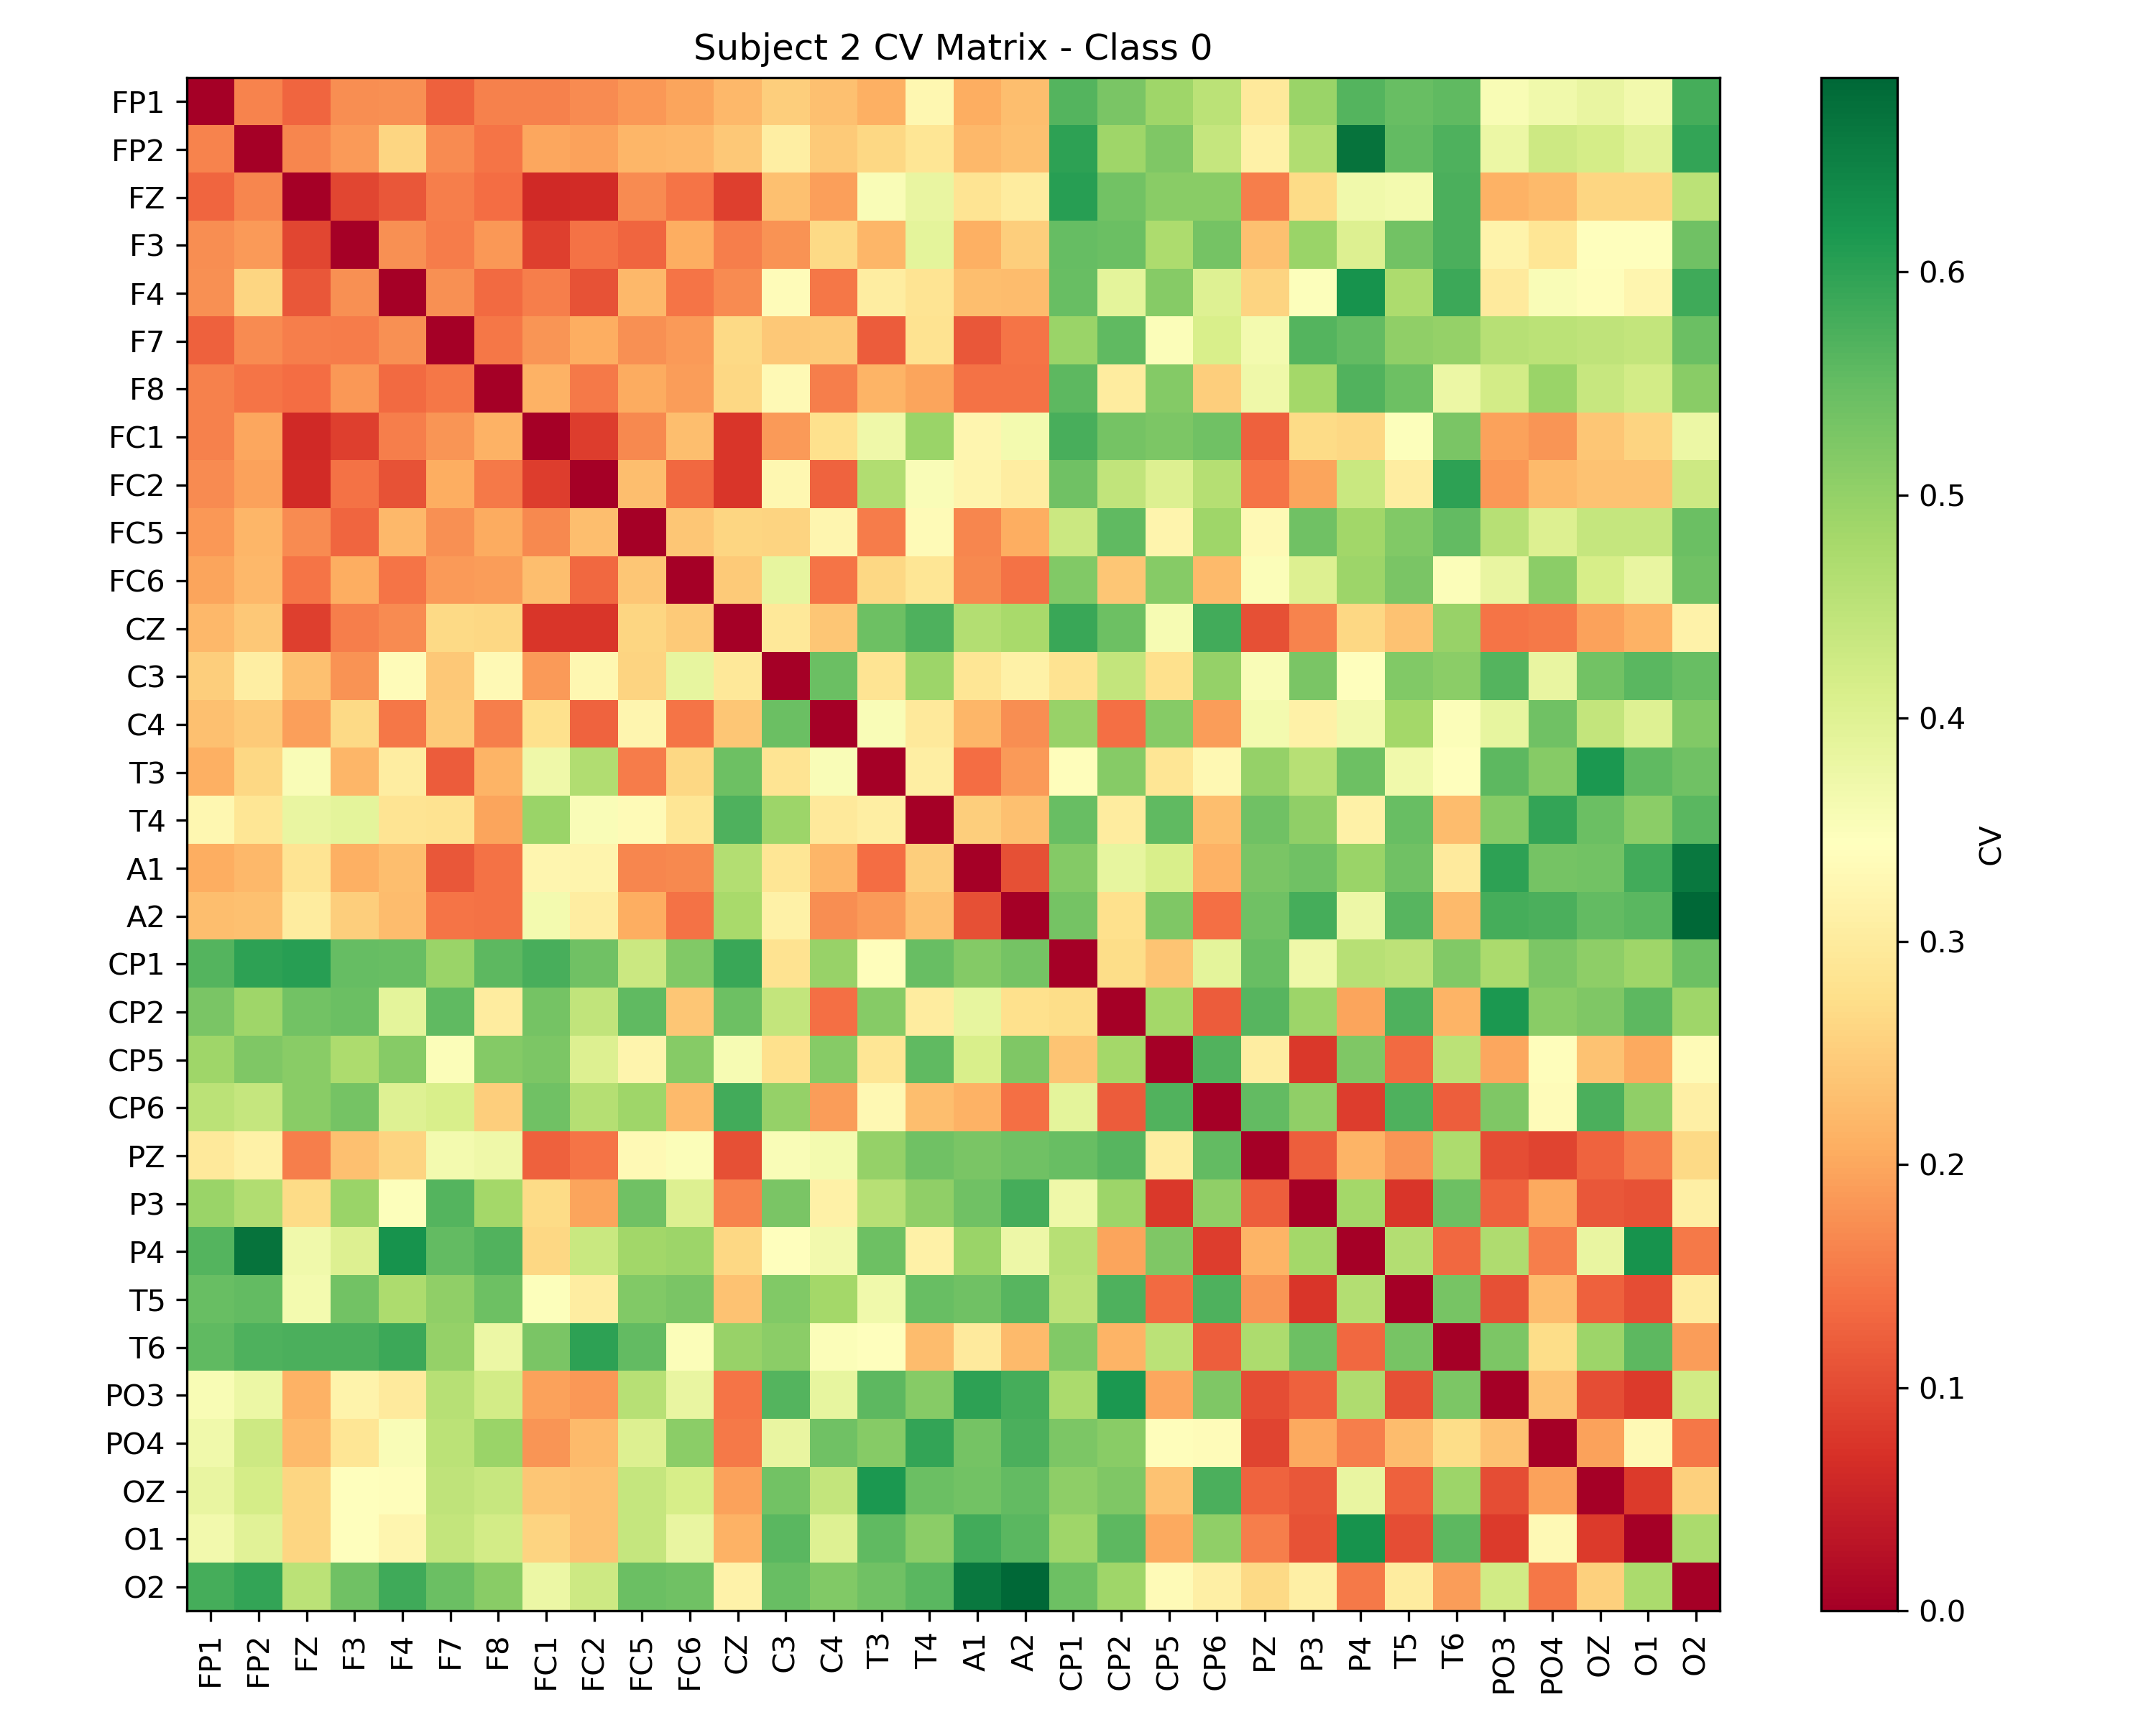 Subject 2 CV Matrix - Class 0
FP1
FP2
FZ
F3
F4
F7
F8
FC1
FC2
FC5
FC6
CZ
C3
C4
T3
T4
A1
A2
CP1
CP2
CP5
CP6
PZ
P3
P4
T5
T6
PO3
PO4
OZ
O1
O2
FP1 FP2 FZ F3 F4 F7 F8 FC1 FC2 FC5 FC6 CZ C3 C4 T3 T4 A1 A2 CP1 CP2 CP5 CP6 PZ P3 P4 T5 T6 PO3 PO4 OZ O1 O2
0.6
0.5
0.4
0.3
0.2
0.1
0.0
CV